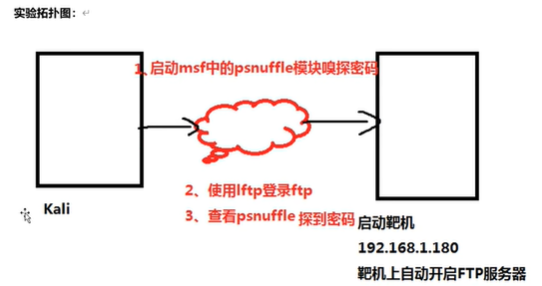 实验拓扑图：
1、启动msf中的psnuffle模块嗅探密码
2、使用lftp登录ftp
3、查看psnuffle 探到密码
Kali
启动靶机
192.168.1.180
靶机上自动开启FTP服务器